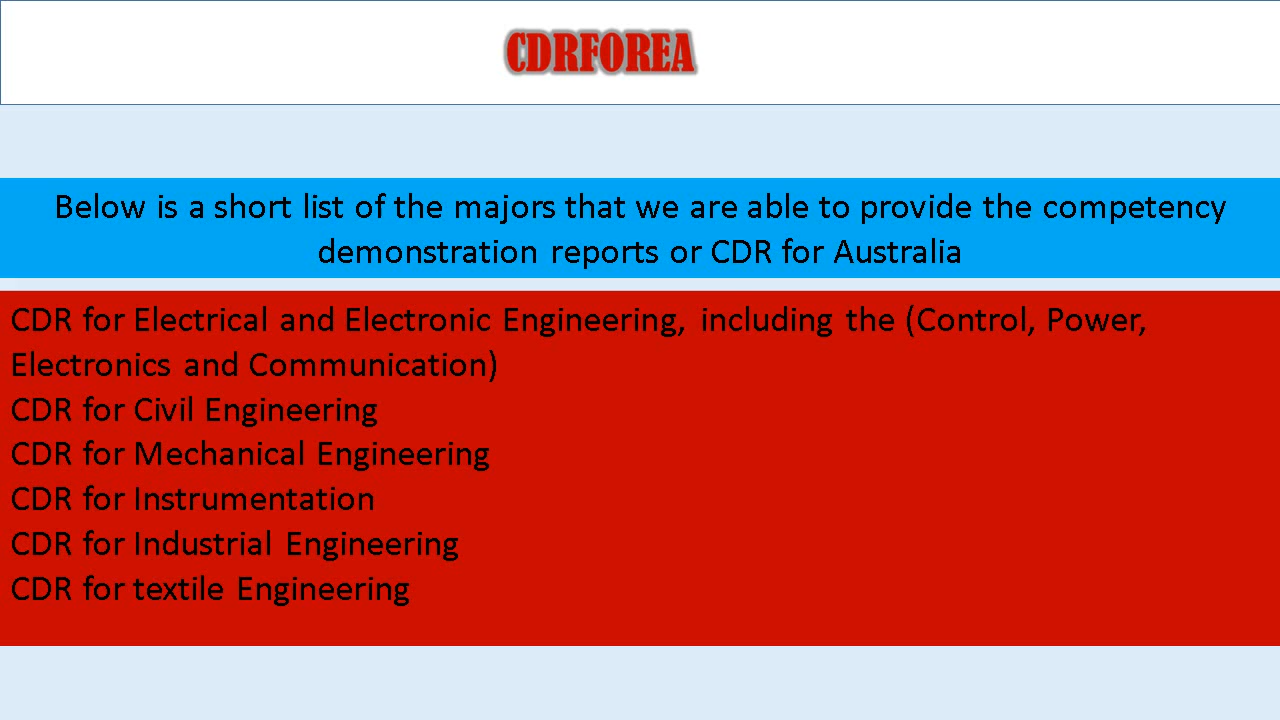 CDRFOREA
Below is a short list of the majors that we are able to provide the competency
demonstration reports or CDR for Australia
CDR for Electrical and Electronic Engineering, including the (Control, Power,
Electronics and Communication)
CDR for Civil Engineering
CDR for Mechanical Engineering
CDR for Instrumentation
CDR for Industrial Engineering
CDR for textile Engineering